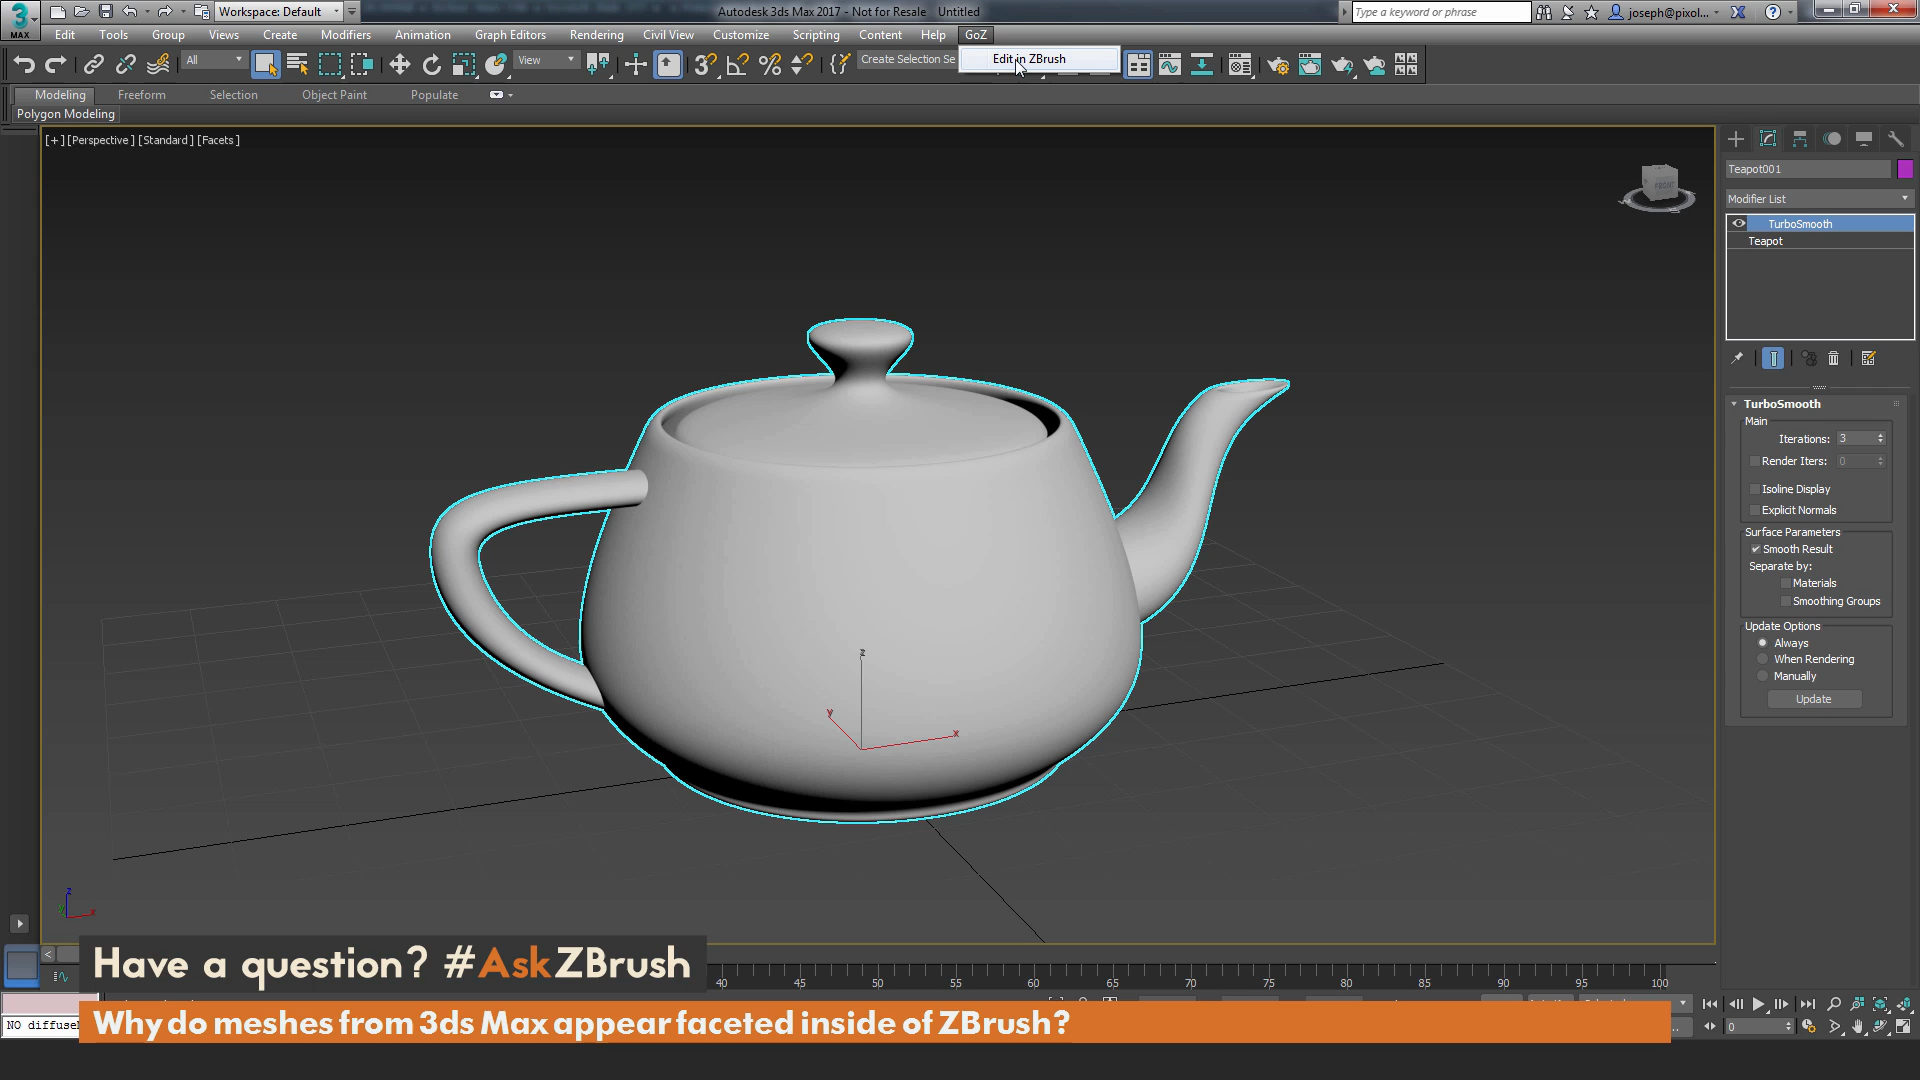 Workspace: Default
Autodesk 3ds Max 2017 - Not for Resale    Untitled
Type a keyword or phrase
joseph@pixol...
MAX
Edit Tools Group Views Create Modifiers Animation Graph Editors Rendering Civil View Customize Scripting Content Help GoZ
All
View
Create Selection Se
Edit in ZBrush
Modeling Freeform Selection Object Paint Populate
Polygon Modeling
[+] [Perspective] [Standard] [Facets]
FRONT
Teapot001
Modifier List
TurboSmooth
Teapot
TurboSmooth
Main
Iterations: 3
Render Iters: 0
Isoline Display
Explicit Normals
Surface Parameters
Smooth Result
Separate by:
Materials
Smoothing Groups
Update Options
Always
When Rendering
Manually
Update
z
y
x
z
y
x
Have a question? #AskZBrush
40 45 50 55 60 65 70 75 80 85 90 95 100
NO diffuse
0
Why do meshes from 3ds Max appear faceted inside of ZBrush?